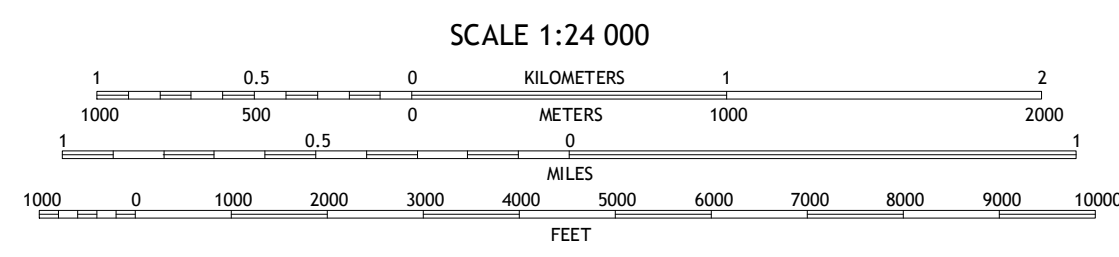 SCALE 1:24 000
1 0.5 0 KILOMETERS 1 2
1000 500 0 METERS 1000 2000
1 0.5 0 1
MILES
1000 0 1000 2000 3000 4000 5000 6000 7000 8000 9000 10000
FEET